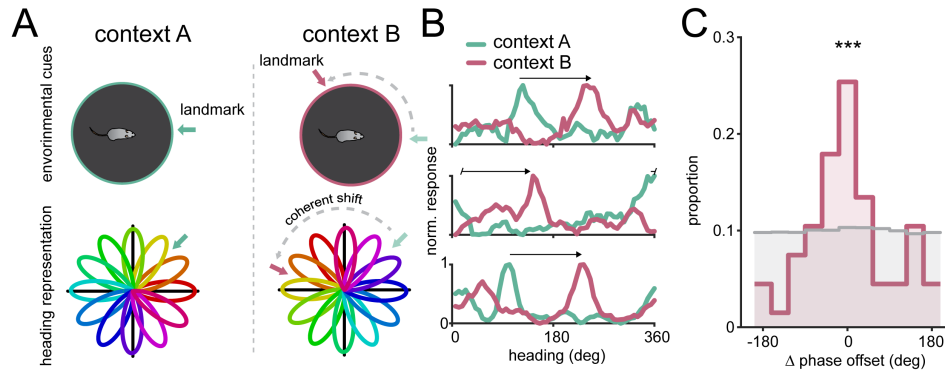 A
context A
context B
envorinmental cues
landmark
landmark
heading representation
coherent shift
B
context A
context B
norm. response
1
0
0
180
360
heading (deg)
C
***
proportion
0.3
0.2
0.1
0
-180
0
180
Δ phase offset (deg)